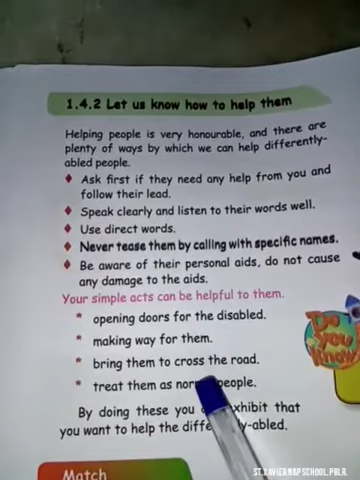 1.4.2 Let us know how to help them
Helping people is very honourable, and there are
plenty of ways by which we can help differently-
abled people.
♦ Ask first if they need any help from you and
follow their lead.
♦ Speak clearly and listen to their words well.
♦ Use direct words.
♦ Never tease them by calling with specific names.
♦ Be aware of their personal aids, do not cause
any damage to the aids.
Your simple acts can be helpful to them.
* opening doors for the disabled.
* making way for them.
* bring them to cross the road.
* treat them as people.
By doing these you exhibit that
you want to help the -abled.
Do
you
Know
Match
ST.XAVIER MAP SCHOOL, PBLR.